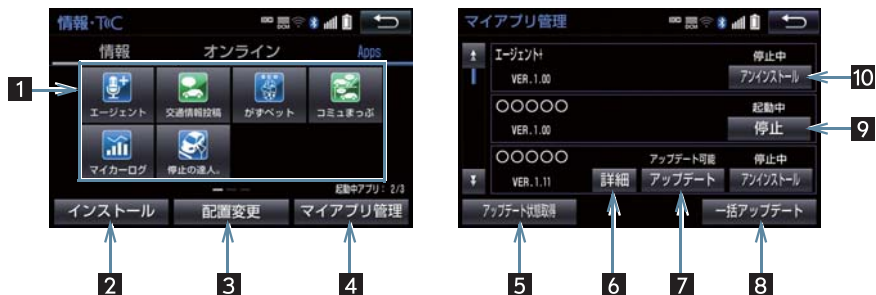 情報・TOC
DCM
情報 オンライン Apps
エージェント 交通情報投稿 がずペット コミュまっぷ
マイカーログ 停止の達人。
起動中アプリ: 2/3
インストール 配置変更 マイアプリ管理
1
2 3 4
マイアプリ管理
DCM
エージェント+ 停止中
VER.1.00 アンインストール
○○○○○ 起動中
VER.1.00 停止
○○○○○ アップデート可能 停止中
VER.1.11 詳細 アップデート アンインストール
アップデート状態取得 一括アップデート
10
9
5 6 7 8